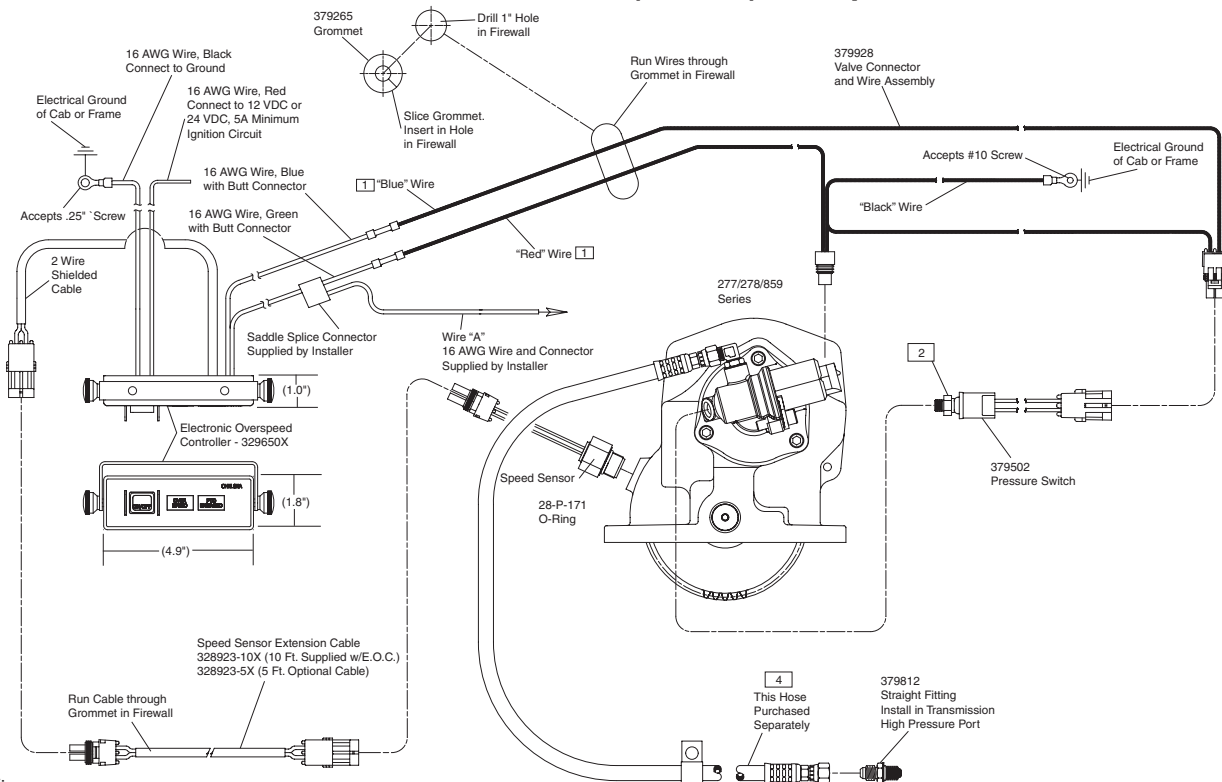 379265
Grommet
Drill 1" Hole
in Firewall
16 AWG Wire, Black
Connect to Ground
16 AWG Wire, Red
Connect to 12 VDC or
24 VDC, 5A Minimum
Ignition Circuit
Electrical Ground
of Cab or Frame
Slice Grommet.
Insert in Hole
in Firewall
Run Wires through
Grommet in Firewall
379928
Valve Connector
and Wire Assembly
Accepts #10 Screw
Electrical Ground
of Cab or Frame
16 AWG Wire, Blue
with Butt Connector
1 "Blue" Wire
Accepts .25" `Screw
16 AWG Wire, Green
with Butt Connector
"Black" Wire
"Red" Wire 1
2 Wire
Shielded
Cable
277/278/859
Series
Saddle Splice Connector
Supplied by Installer
Wire "A"
16 AWG Wire and Connector
Supplied by Installer
2
(1.0")
Electronic Overspeed
Controller - 329650X
Speed Sensor
379502
Pressure Switch
28-P-171
O-Ring
CHELSEA
(1.8")
(4.9")
Speed Sensor Extension Cable
328923-10X (10 Ft. Supplied w/E.O.C.)
328923-5X (5 Ft. Optional Cable)
Run Cable through
Grommet in Firewall
4
This Hose
Purchased
Separately
379812
Straight Fitting
Install in Transmission
High Pressure Port